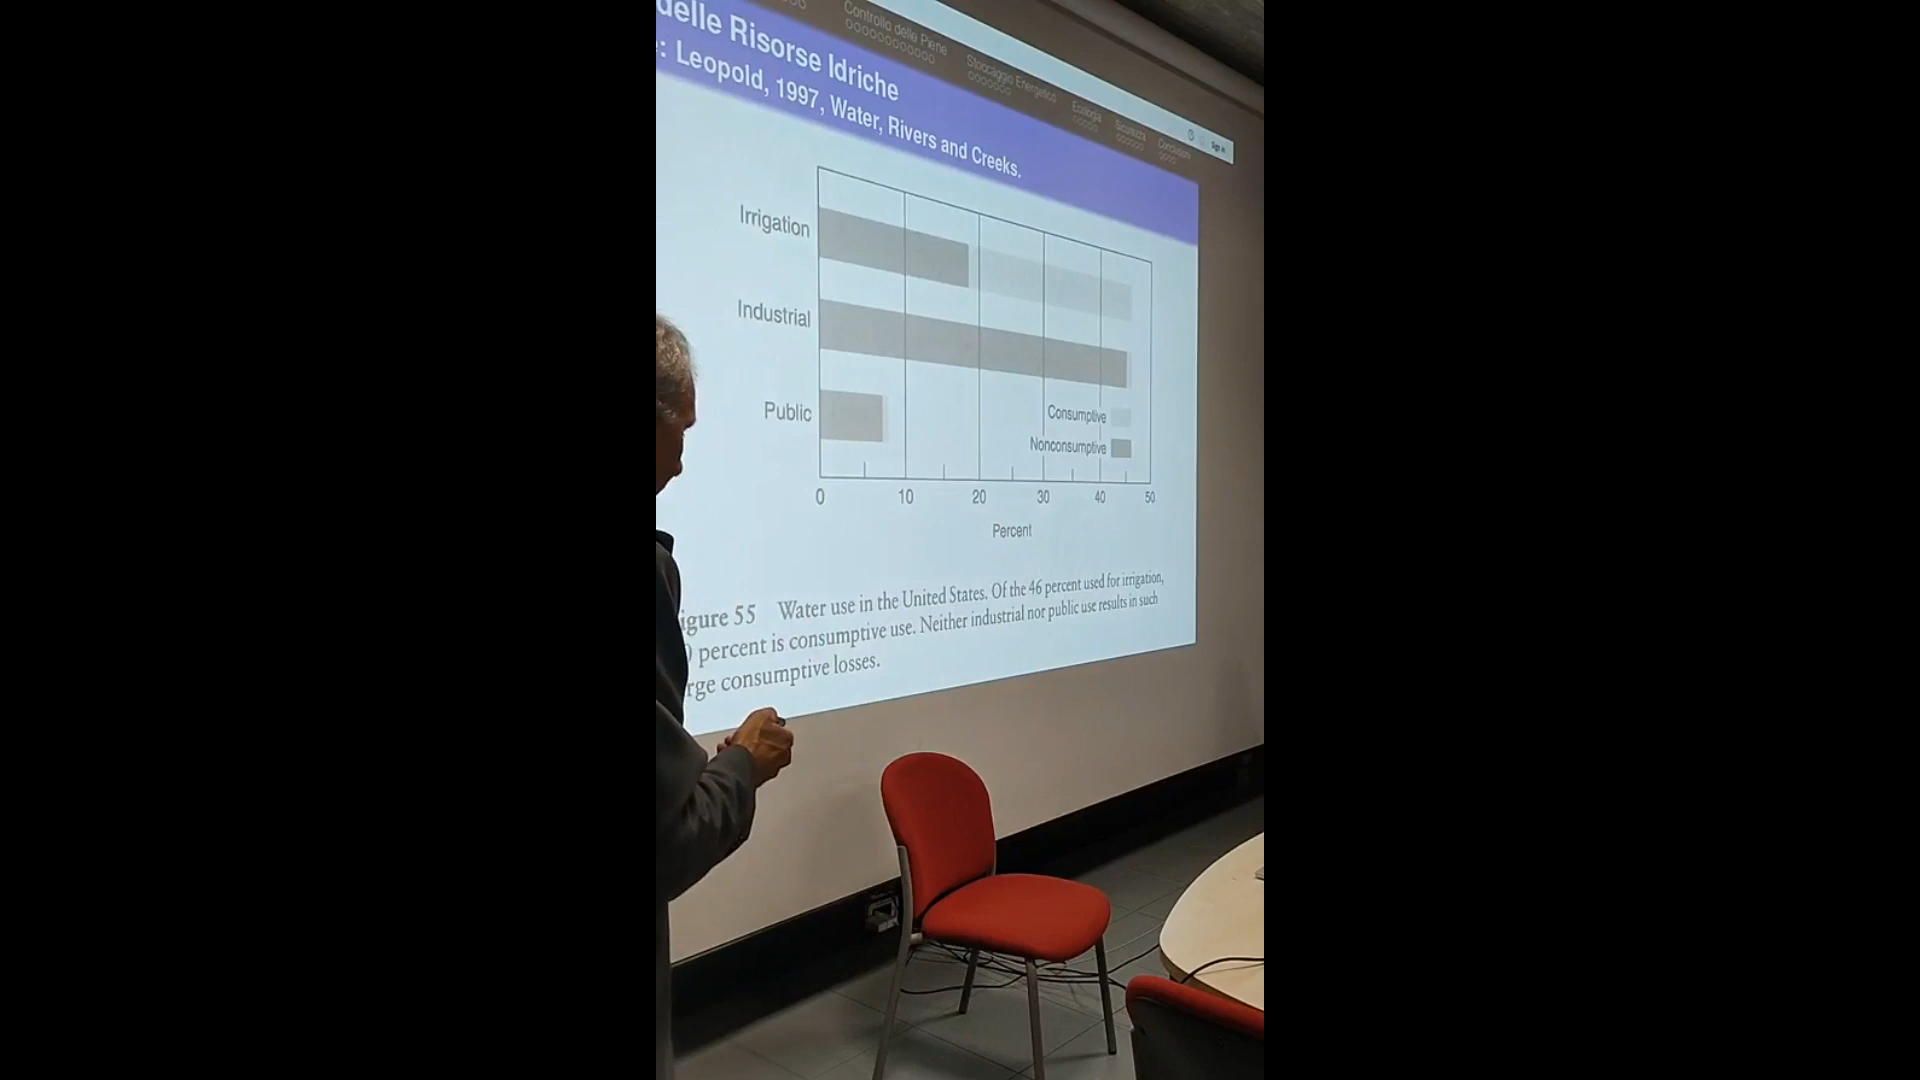 Controllo delle Piene
Stoccaggio Energetico
Ecologia
Sicurezza
Conclusioni
Sign in
delle Risorse Idriche
: Leopold, 1997, Water, Rivers and Creeks.
Irrigation
Industrial
Public
Consumptive
Nonconsumptive
0 10 20 30 40 50
Percent
igure 55 Water use in the United States. Of the 46 percent used for irrigation,
percent is consumptive use. Neither industrial nor public use results in such
rge consumptive losses.